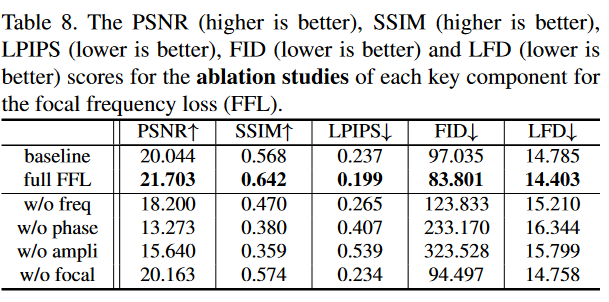 Table 8. The PSNR (higher is better), SSIM (higher is better),
LPIPS (lower is better), FID (lower is better) and LFD (lower is
better) scores for the ablation studies of each key component for
the focal frequency loss (FFL).
PSNR↑ SSIM↑ LPIPS↓ FID↓ LFD↓
baseline 20.044 0.568 0.237 97.035 14.785
full FFL 21.703 0.642 0.199 83.801 14.403
w/o freq 18.200 0.470 0.265 123.833 15.210
w/o phase 13.273 0.380 0.407 233.170 16.344
w/o ampli 15.640 0.359 0.539 323.528 15.799
w/o focal 20.163 0.574 0.234 94.497 14.758